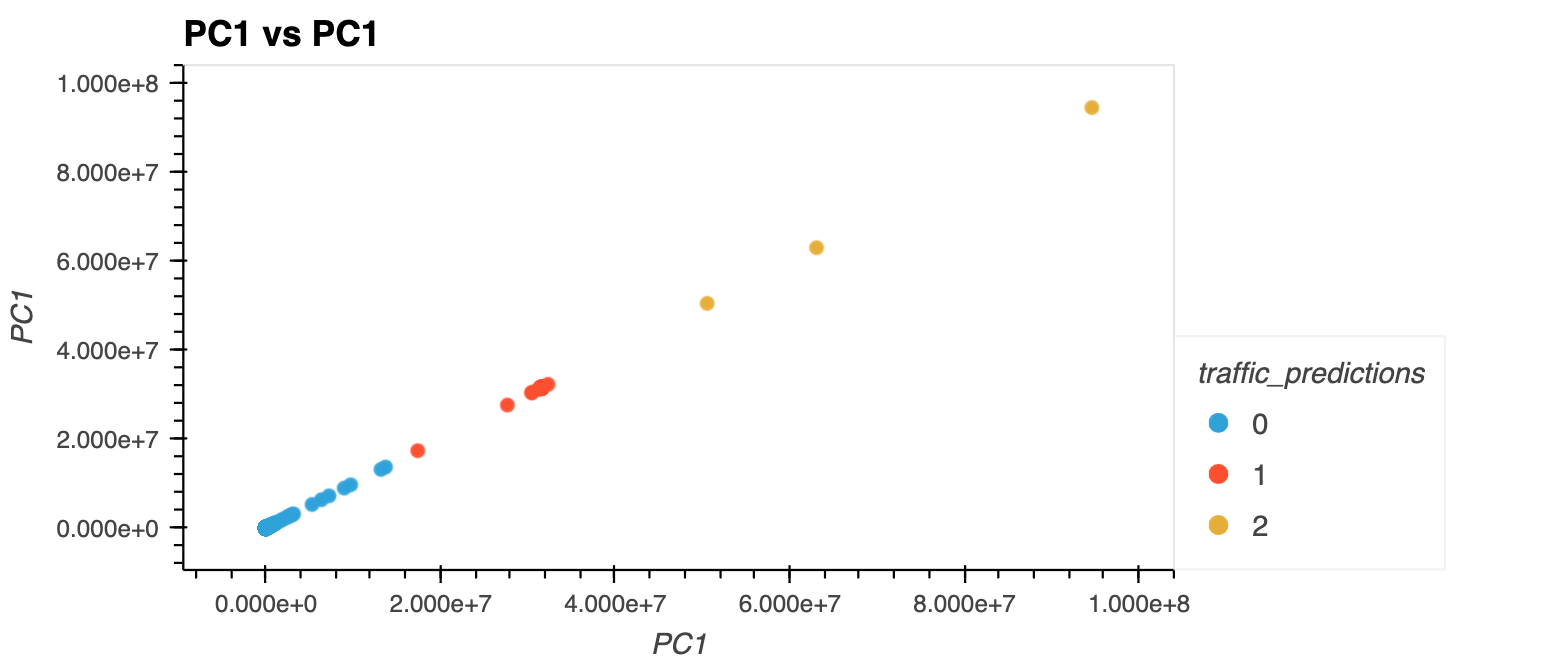 PC1 vs PC1
1.000e+8
8.000e+7
6.000e+7
4.000e+7
2.000e+7
0.000e+0
PC1
0.000e+0 2.000e+7 4.000e+7 6.000e+7 8.000e+7 1.000e+8
PC1
traffic_predictions
0
1
2